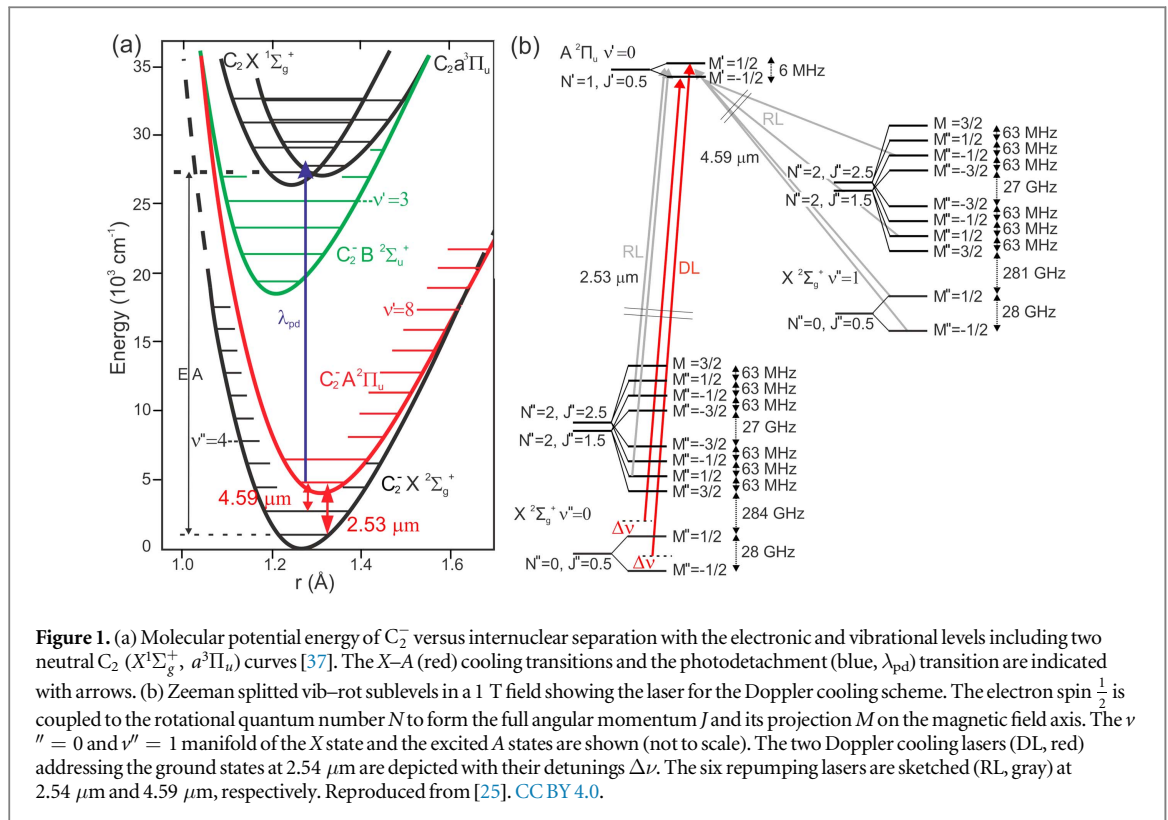 (a)
C₂ X ¹Σg⁺
C₂a³Πu
35
30
25
20
15
10
5
0
Energy (10³ cm⁻¹)
ν'=3
C₂⁻ B ²Σu⁺
λpd
ν'=8
EA
C₂⁻ A²Πu
ν''=4
C₂⁻ X ²Σg⁺
4.59 μm
2.53 μm
1.0
1.2
1.4
1.6
r (Å)
(b)
A ²Πu ν'=0
N'=1, J'=0.5
M'=1/2
M'=-1/2
6 MHz
RL
4.59 μm
RL
2.53 μm
DL
M =3/2
M''=1/2
M''=-1/2
M''=-3/2
N''=2, J''=2.5
N''=2, J''=1.5
M''=-3/2
M''=-1/2
M''=1/2
M''=3/2
63 MHz
63 MHz
63 MHz
27 GHz
63 MHz
63 MHz
63 MHz
281 GHz
X ²Σg⁺ ν''=1
M''=1/2
N''=0, J''=0.5
M''=-1/2
28 GHz
M =3/2
M''=1/2
M''=-1/2
M''=-3/2
N''=2, J''=2.5
N''=2, J''=1.5
M''=-3/2
M''=-1/2
M''=1/2
M''=3/2
63 MHz
63 MHz
63 MHz
27 GHz
63 MHz
63 MHz
63 MHz
284 GHz
X ²Σg⁺ ν''=0
Δν
M''=1/2
Δν
N''=0, J''=0.5
M''=-1/2
28 GHz
Figure 1. (a) Molecular potential energy of C₂⁻ versus internuclear separation with the electronic and vibrational levels including two
neutral C₂ (X¹Σg⁺, a³Πu) curves [37]. The X–A (red) cooling transitions and the photodetachment (blue, λpd) transition are indicated
with arrows. (b) Zeeman splitted vib–rot sublevels in a 1 T field showing the laser for the Doppler cooling scheme. The electron spin ½ is
coupled to the rotational quantum number N to form the full angular momentum J and its projection M on the magnetic field axis. The ν
″ = 0 and ν″ = 1 manifold of the X state and the excited A states are shown (not to scale). The two Doppler cooling lasers (DL, red)
addressing the ground states at 2.54 μm are depicted with their detunings Δν. The six repumping lasers are sketched (RL, gray) at
2.54 μm and 4.59 μm, respectively. Reproduced from [25]. CC BY 4.0.